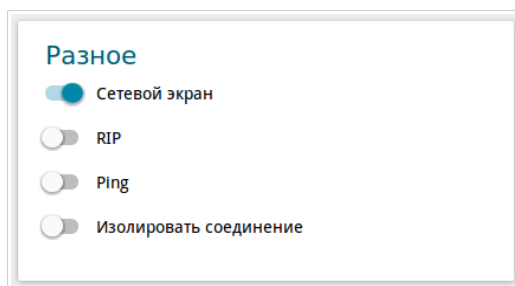 Разное
Сетевой экран
RIP
Ping
Изолировать соединение